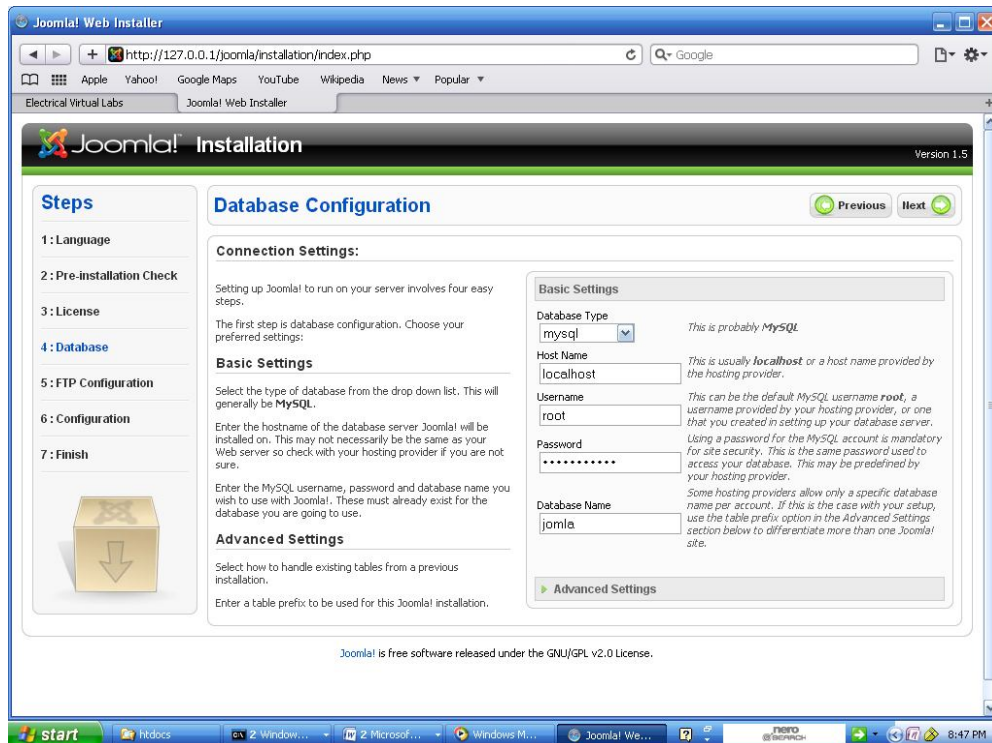 Joomla! Web Installer
http://127.0.0.1/joomla/installation/index.php
Google
Apple Yahoo! Google Maps YouTube Wikipedia News Popular
Electrical Virtual Labs Joomla! Web Installer
Joomla! Installation
Version 1.5
Steps
1 : Language
2 : Pre-installation Check
3 : License
4 : Database
5 : FTP Configuration
6 : Configuration
7 : Finish
Database Configuration
Previous Next
Connection Settings:
Setting up Joomla! to run on your server involves four easy
steps.
The first step is database configuration. Choose your
preferred settings:
Basic Settings
Select the type of database from the drop down list. This will
generally be MySQL.
Enter the hostname of the database server Joomla! will be
installed on. This may not necessarily be the same as your
Web server so check with your hosting provider if you are not
sure.
Enter the MySQL username, password and database name you
wish to use with Joomla!. These must already exist for the
database you are going to use.
Advanced Settings
Select how to handle existing tables from a previous
installation.
Enter a table prefix to be used for this Joomla! installation.
Basic Settings
Database Type
mysql
This is probably MySQL
Host Name
localhost
This is usually localhost or a host name provided by
the hosting provider.
Username
root
This can be the default MySQL username root, a
username provided by your hosting provider, or one
that you created in setting up your database server.
Password
•••••••••••
Using a password for the MySQL account is mandatory
for site security. This is the same password used to
access your database. This may be predefined by
your hosting provider.
Database Name
jomla
Some hosting providers allow only a specific database
name per account. If this is the case with your setup,
use the table prefix option in the Advanced Settings
section below to differentiate more than one Joomla!
site.
Advanced Settings
Joomla! is free software released under the GNU/GPL v2.0 License.
start htdocs 2 Window... 2 Microsof... Windows M... Joomla! We... nero SEARCH 8:47 PM